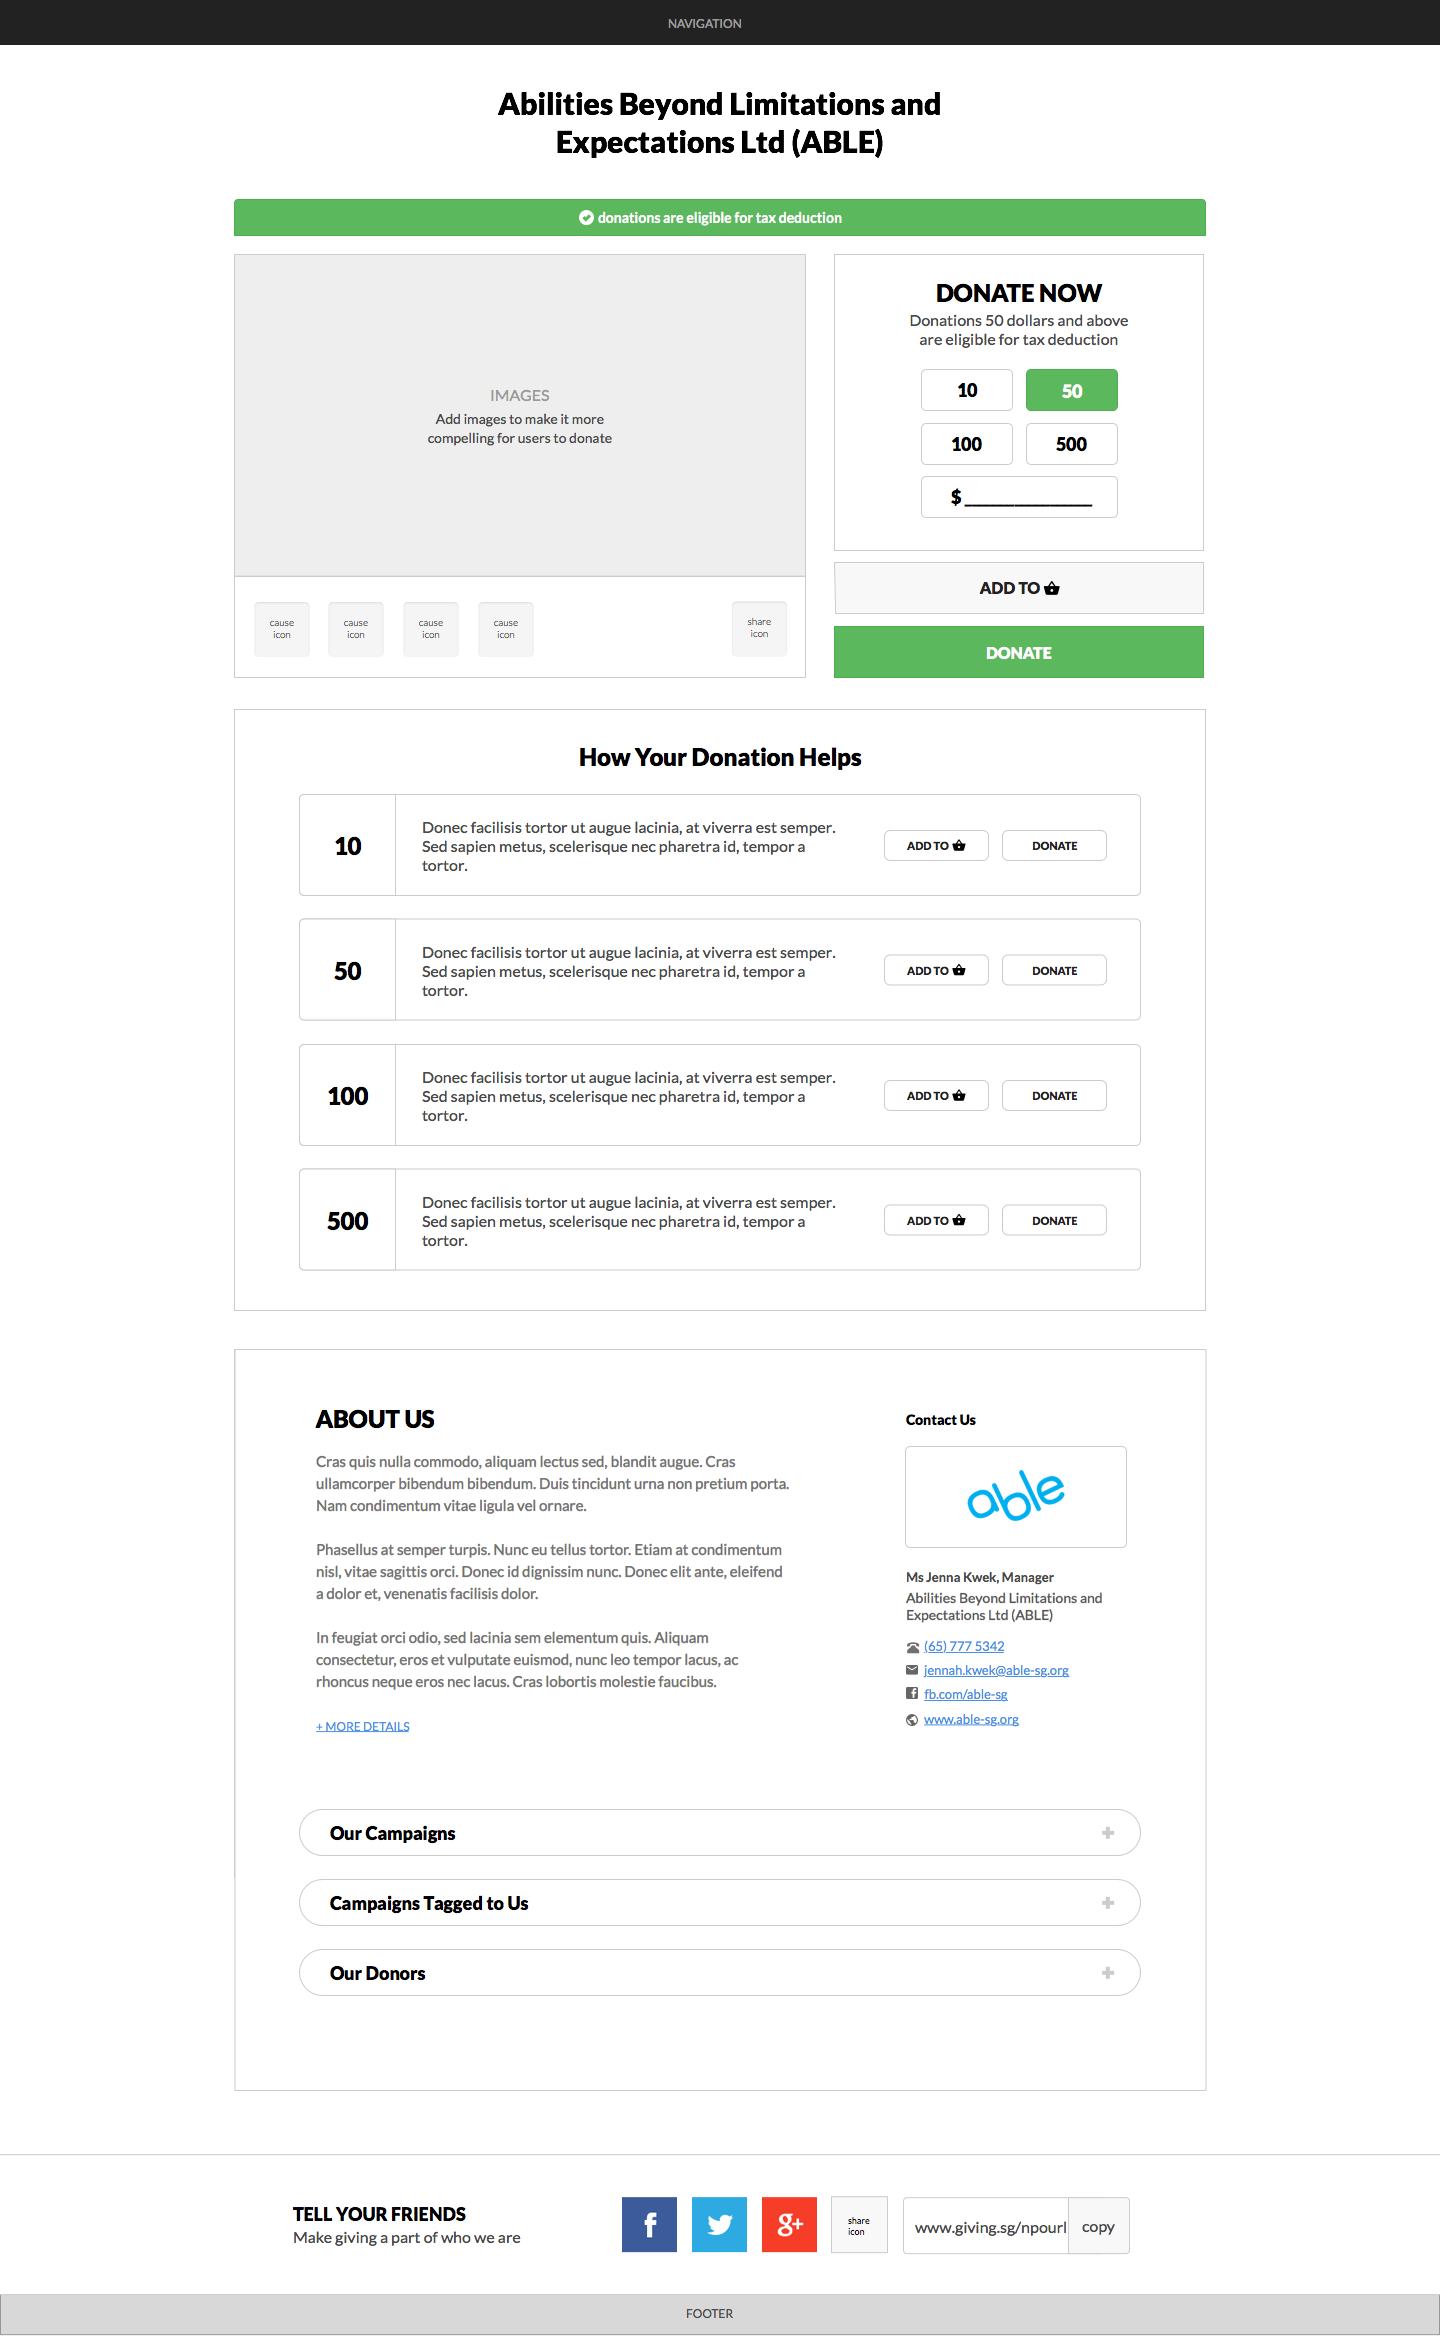 NAVIGATION
Abilities Beyond Limitations and
Expectations Ltd (ABLE)
donations are eligible for tax deduction
IMAGES
Add images to make it more
compelling for users to donate
cause
icon
cause
icon
cause
icon
cause
icon
share
icon
DONATE NOW
Donations 50 dollars and above
are eligible for tax deduction
10
50
100
500
$ ______________
ADD TO
DONATE
How Your Donation Helps
10
Donec facilisis tortor ut augue lacinia, at viverra est semper.
Sed sapien metus, scelerisque nec pharetra id, tempor a
tortor.
ADD TO
DONATE
50
Donec facilisis tortor ut augue lacinia, at viverra est semper.
Sed sapien metus, scelerisque nec pharetra id, tempor a
tortor.
ADD TO
DONATE
100
Donec facilisis tortor ut augue lacinia, at viverra est semper.
Sed sapien metus, scelerisque nec pharetra id, tempor a
tortor.
ADD TO
DONATE
500
Donec facilisis tortor ut augue lacinia, at viverra est semper.
Sed sapien metus, scelerisque nec pharetra id, tempor a
tortor.
ADD TO
DONATE
ABOUT US
Cras quis nulla commodo, aliquam lectus sed, blandit augue. Cras
ullamcorper bibendum bibendum. Duis tincidunt urna non pretium porta.
Nam condimentum vitae ligula vel ornare.
Phasellus at semper turpis. Nunc eu tellus tortor. Etiam at condimentum
nisl, vitae sagittis orci. Donec id dignissim nunc. Donec elit ante, eleifend
a dolor et, venenatis facilisis dolor.
In feugiat orci odio, sed lacinia sem elementum quis. Aliquam
consectetur, eros et vulputate euismod, nunc leo tempor lacus, ac
rhoncus neque eros nec lacus. Cras lobortis molestie faucibus.
+ MORE DETAILS
Contact Us
able
Ms Jenna Kwek, Manager
Abilities Beyond Limitations and
Expectations Ltd (ABLE)
(65) 777 5342
jennah.kwek@able-sg.org
fb.com/able-sg
www.able-sg.org
Our Campaigns
Campaigns Tagged to Us
Our Donors
TELL YOUR FRIENDS
Make giving a part of who we are
f
g+
share
icon
www.giving.sg/npourl
copy
FOOTER